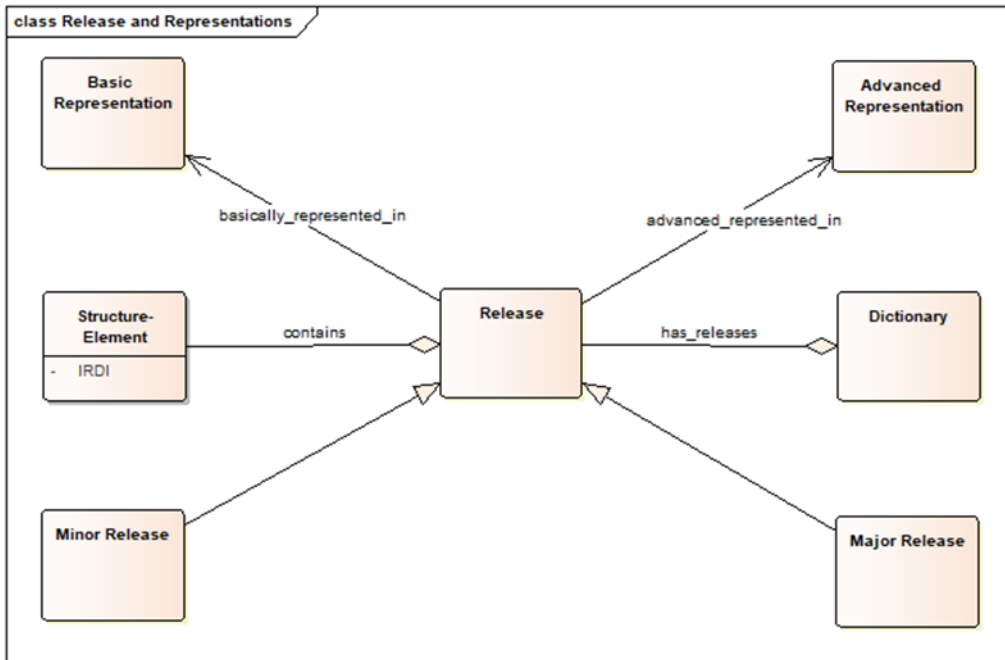 class Release and Representations
Basic
Representation
Advanced
Representation
basically_represented_in
advanced_represented_in
Structure-
Element
- IRDI
contains
Release
has_releases
Dictionary
Minor Release
Major Release